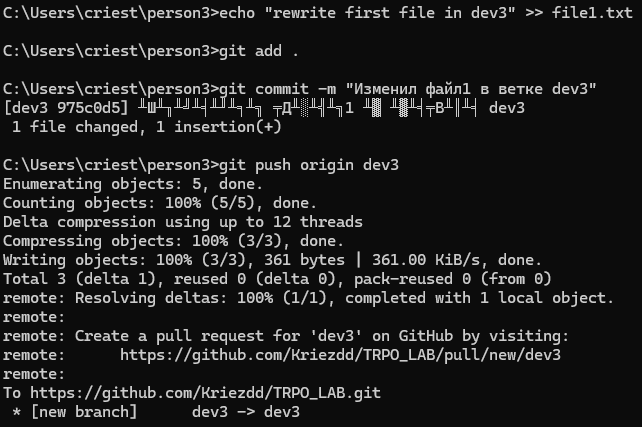 C:\Users\criest\person3>echo "rewrite first file in dev3" >> file1.txt
C:\Users\criest\person3>git add .
C:\Users\criest\person3>git commit -m "Изменил файл1 в ветке dev3"
[dev3 975c0d5] 1 dev3
1 file changed, 1 insertion(+)
C:\Users\criest\person3>git push origin dev3
Enumerating objects: 5, done.
Counting objects: 100% (5/5), done.
Delta compression using up to 12 threads
Compressing objects: 100% (3/3), done.
Writing objects: 100% (3/3), 361 bytes | 361.00 KiB/s, done.
Total 3 (delta 1), reused 0 (delta 0), pack-reused 0 (from 0)
remote: Resolving deltas: 100% (1/1), completed with 1 local object.
remote:
remote: Create a pull request for 'dev3' on GitHub by visiting:
remote:      https://github.com/Kriezdd/TRPO_LAB/pull/new/dev3
remote:
To https://github.com/Kriezdd/TRPO_LAB.git
* [new branch]      dev3 -> dev3